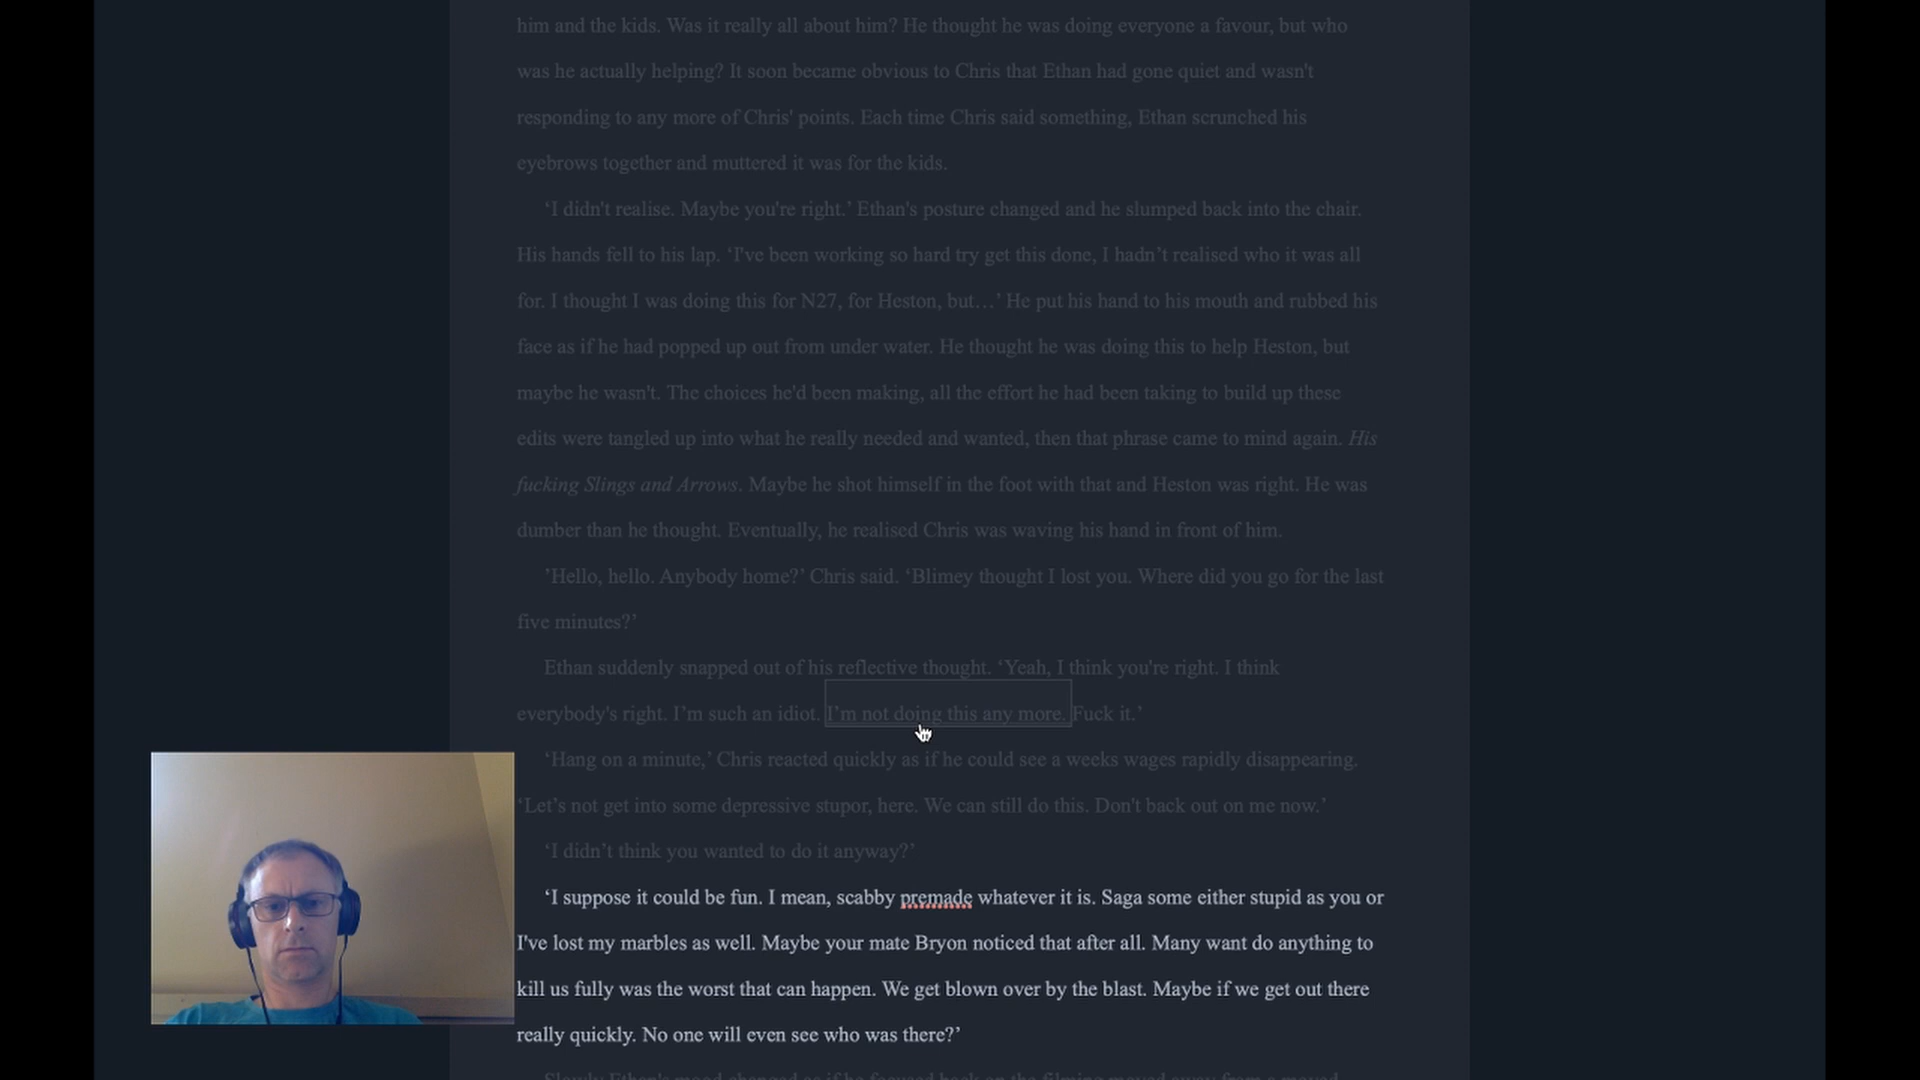 him and the kids. Was it really all about him? He thought he was doing everyone a favour, but who
was he actually helping? It soon became obvious to Chris that Ethan had gone quiet and wasn't
responding to any more of Chris' points. Each time Chris said something, Ethan scrunched his
eyebrows together and muttered it was for the kids.
‘I didn't realise. Maybe you're right.’ Ethan's posture changed and he slumped back into the chair.
His hands fell to his lap. ‘I've been working so hard try get this done, I hadn’t realised who it was all
for. I thought I was doing this for N27, for Heston, but…’ He put his hand to his mouth and rubbed his
face as if he had popped up out from under water. He thought he was doing this to help Heston, but
maybe he wasn't. The choices he'd been making, all the effort he had been taking to build up these
edits were tangled up into what he really needed and wanted, then that phrase came to mind again. His
fucking Slings and Arrows. Maybe he shot himself in the foot with that and Heston was right. He was
dumber than he thought. Eventually, he realised Chris was waving his hand in front of him.
’Hello, hello. Anybody home?’ Chris said. ‘Blimey thought I lost you. Where did you go for the last
five minutes?’
Ethan suddenly snapped out of his reflective thought. ‘Yeah, I think you're right. I think
everybody's right. I’m such an idiot. I’m not doing this any more. Fuck it.’
‘Hang on a minute,’ Chris reacted quickly as if he could see a weeks wages rapidly disappearing.
‘Let’s not get into some depressive stupor, here. We can still do this. Don't back out on me now.’
‘I didn’t think you wanted to do it anyway?’
‘I suppose it could be fun. I mean, scabby premade whatever it is. Saga some either stupid as you or
I've lost my marbles as well. Maybe your mate Bryon noticed that after all. Many want do anything to
kill us fully was the worst that can happen. We get blown over by the blast. Maybe if we get out there
really quickly. No one will even see who was there?’
Slowly Ethan's mood changed as if he focused back on the filming moved away from a moved